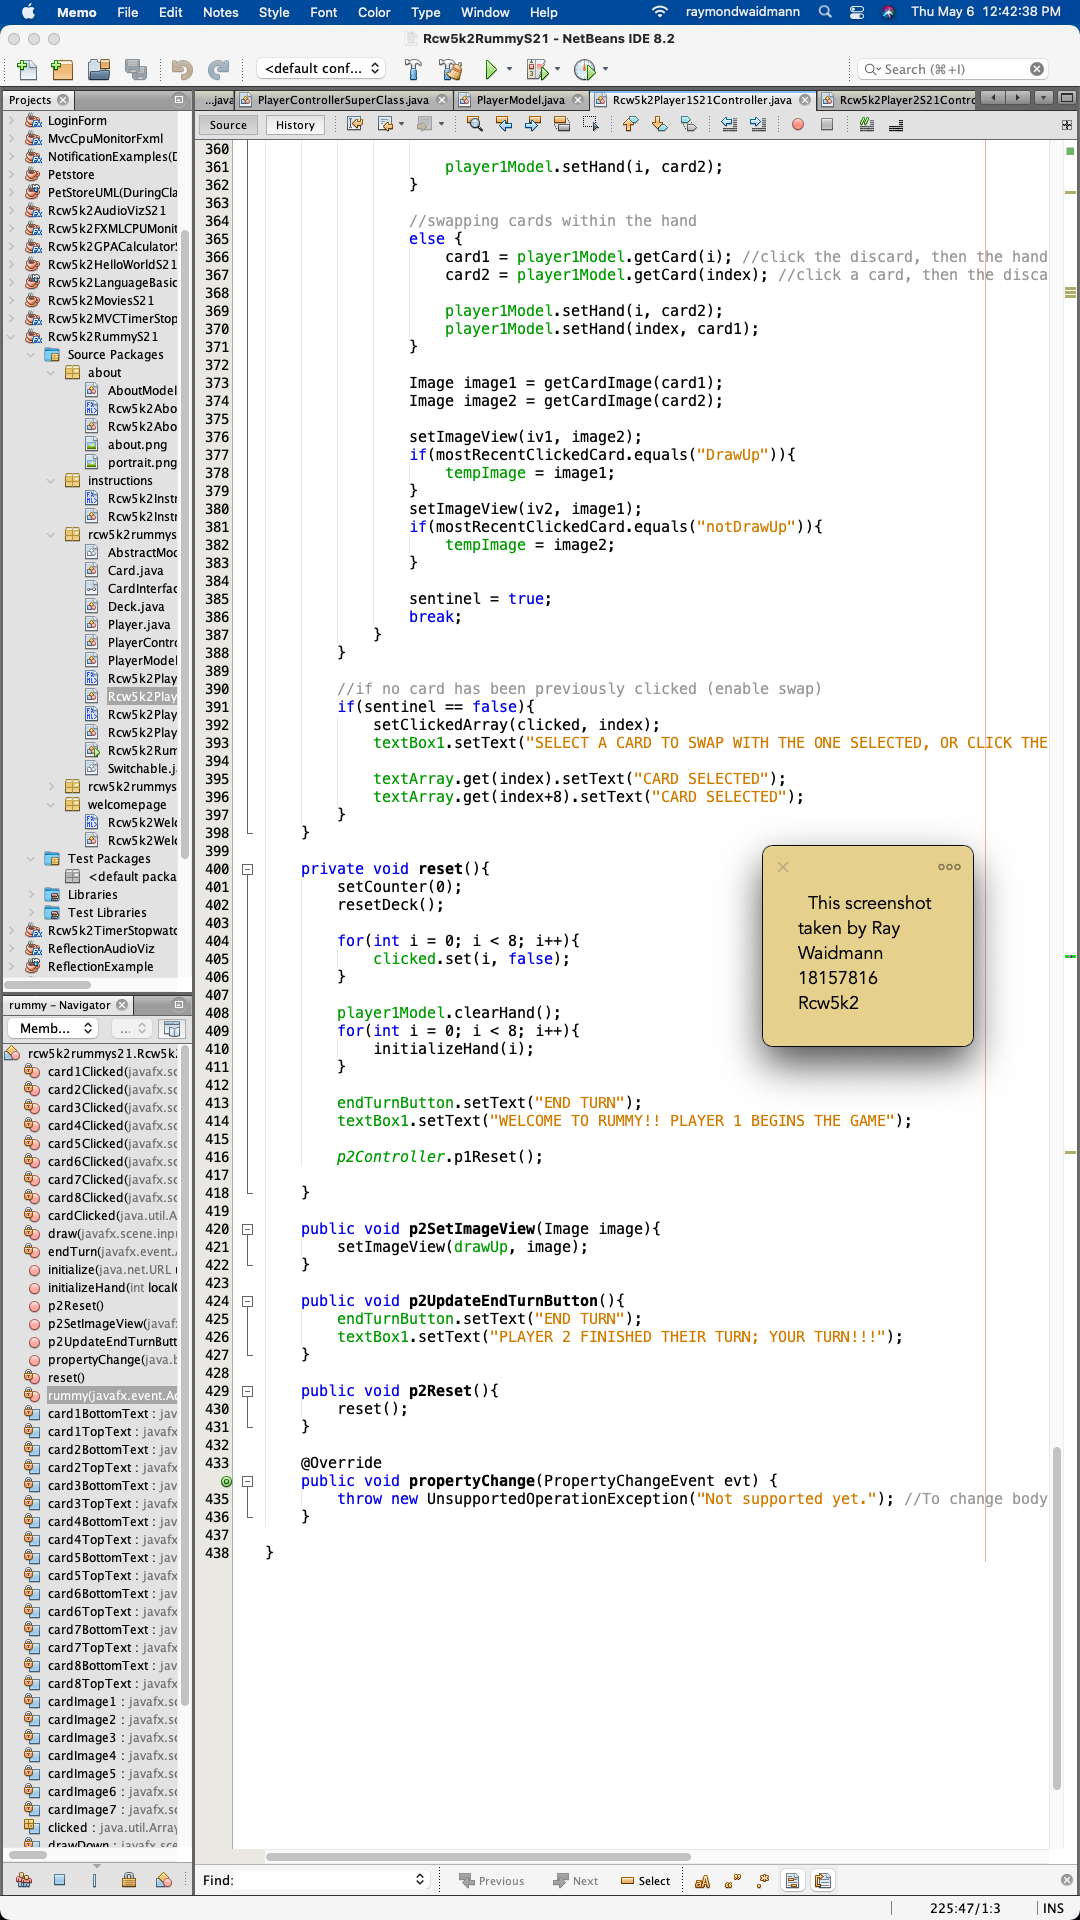 Memo File Edit Notes Style Font Color Type Window Help raymondwaidmann Thu May 6 12:42:38 PM
Rcw5k2RummyS21 - NetBeans IDE 8.2
<default conf... Search (⌘+I)
Projects
...java PlayerControllerSuperClass.java PlayerModel.java Rcw5k2Player1S21Controller.java Rcw5k2Player2S21Contro
Source History
LoginForm
MvcCpuMonitorFxml
NotificationExamples(D
Petstore
PetStoreUML(DuringCla
Rcw5k2AudioVizS21
Rcw5k2FXMLCPUMonit
Rcw5k2GPACalculatorS
Rcw5k2HelloWorldS21
Rcw5k2LanguageBasic
Rcw5k2MoviesS21
Rcw5k2MVCTimerStop
Rcw5k2RummyS21
Source Packages
about
AboutModel
Rcw5k2Abo
Rcw5k2Abo
about.png
portrait.png
instructions
Rcw5k2Instr
Rcw5k2Instr
rcw5k2rummys
AbstractMod
Card.java
CardInterfac
Deck.java
Player.java
PlayerContro
PlayerModel
Rcw5k2Play
Rcw5k2Play
Rcw5k2Play
Rcw5k2Play
Rcw5k2Rum
Switchable.j
rcw5k2rummys
welcomepage
Rcw5k2Welc
Rcw5k2Welc
Test Packages
<default packa
Libraries
Test Libraries
Rcw5k2TimerStopwatc
ReflectionAudioViz
ReflectionExample
rummy - Navigator
Memb... ...
rcw5k2rummys21.Rcw5k
card1Clicked(javafx.sc
card2Clicked(javafx.sc
card3Clicked(javafx.sc
card4Clicked(javafx.sc
card5Clicked(javafx.sc
card6Clicked(javafx.sc
card7Clicked(javafx.sc
card8Clicked(javafx.sc
cardClicked(java.util.A
draw(javafx.scene.inpu
endTurn(javafx.event.A
initialize(java.net.URL
initializeHand(int local
p2Reset()
p2SetImageView(javaf
p2UpdateEndTurnButt
propertyChange(java.b
reset()
rummy(javafx.event.Ac
card1BottomText : jav
card1TopText : javafx
card2BottomText : jav
card2TopText : javafx
card3BottomText : jav
card3TopText : javafx
card4BottomText : jav
card4TopText : javafx
card5BottomText : jav
card5TopText : javafx
card6BottomText : jav
card6TopText : javafx
card7BottomText : jav
card7TopText : javafx
card8BottomText : jav
card8TopText : javafx
cardImage1 : javafx.sc
cardImage2 : javafx.sc
cardImage3 : javafx.sc
cardImage4 : javafx.sc
cardImage5 : javafx.sc
cardImage6 : javafx.sc
cardImage7 : javafx.sc
clicked : java.util.Array
drawDown : javafx.sce
360
361 player1Model.setHand(i, card2);
362 }
363
364 //swapping cards within the hand
365 else {
366 card1 = player1Model.getCard(i); //click the discard, then the hand
367 card2 = player1Model.getCard(index); //click a card, then the disca
368
369 player1Model.setHand(i, card2);
370 player1Model.setHand(index, card1);
371 }
372
373 Image image1 = getCardImage(card1);
374 Image image2 = getCardImage(card2);
375
376 setImageView(iv1, image2);
377 if(mostRecentClickedCard.equals("DrawUp")){
378 tempImage = image1;
379 }
380 setImageView(iv2, image1);
381 if(mostRecentClickedCard.equals("notDrawUp")){
382 tempImage = image2;
383 }
384
385 sentinel = true;
386 break;
387 }
388 }
389
390 //if no card has been previously clicked (enable swap)
391 if(sentinel == false){
392 setClickedArray(clicked, index);
393 textBox1.setText("SELECT A CARD TO SWAP WITH THE ONE SELECTED, OR CLICK THE
394
395 textArray.get(index).setText("CARD SELECTED");
396 textArray.get(index+8).setText("CARD SELECTED");
397 }
398 }
399
400 private void reset(){
401 setCounter(0);
402 resetDeck();
403
404 for(int i = 0; i < 8; i++){
405 clicked.set(i, false);
406 }
407
408 player1Model.clearHand();
409 for(int i = 0; i < 8; i++){
410 initializeHand(i);
411 }
412
413 endTurnButton.setText("END TURN");
414 textBox1.setText("WELCOME TO RUMMY!! PLAYER 1 BEGINS THE GAME");
415
416 p2Controller.p1Reset();
417
418 }
419
420 public void p2SetImageView(Image image){
421 setImageView(drawUp, image);
422 }
423
424 public void p2UpdateEndTurnButton(){
425 endTurnButton.setText("END TURN");
426 textBox1.setText("PLAYER 2 FINISHED THEIR TURN; YOUR TURN!!!");
427 }
428
429 public void p2Reset(){
430 reset();
431 }
432
433 @Override
public void propertyChange(PropertyChangeEvent evt) {
435 throw new UnsupportedOperationException("Not supported yet."); //To change body
436 }
437
438 }
This screenshot
taken by Ray
Waidmann
18157816
Rcw5k2
Find: Previous Next Select
225:47/1:3 INS